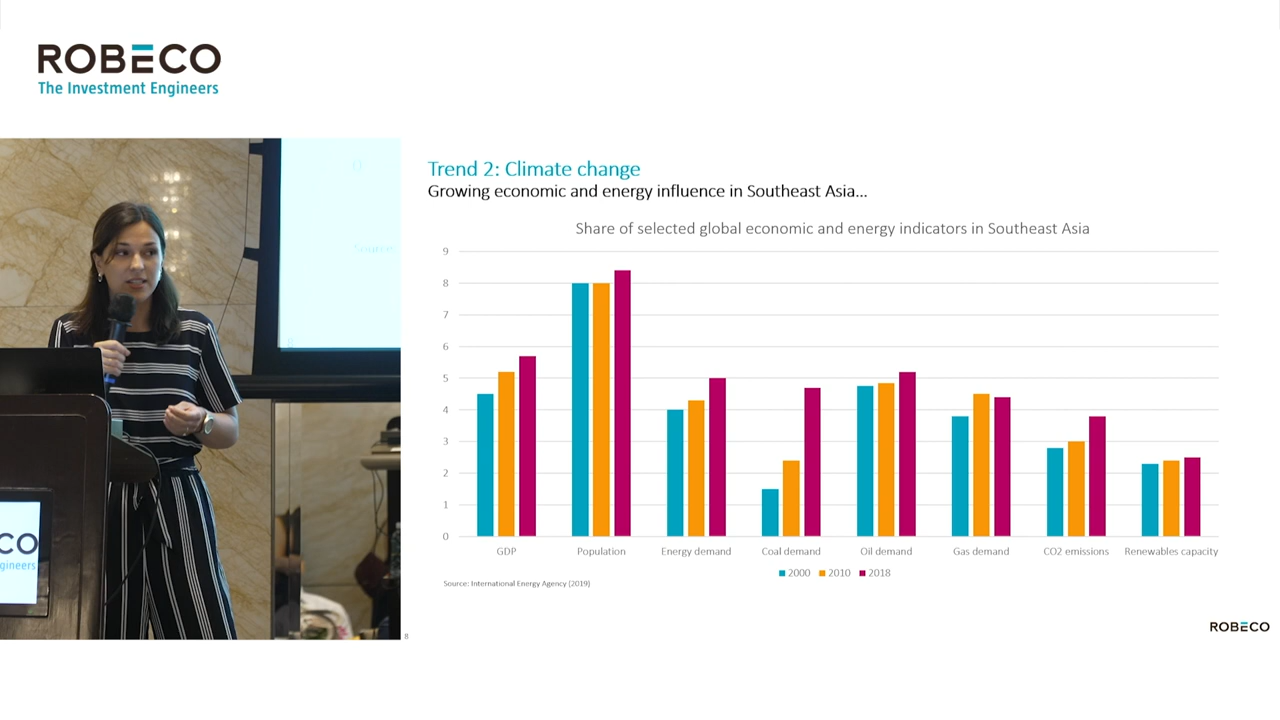 ROBECO
The Investment Engineers
CO
gineers
Trend 2: Climate change
Growing economic and energy influence in Southeast Asia...
Share of selected global economic and energy indicators in Southeast Asia
9
8
7
6
5
4
3
2
1
0
GDP Population Energy demand Coal demand Oil demand Gas demand CO2 emissions Renewables capacity
2000 2010 2018
Source: International Energy Agency (2019)
8
ROBECO